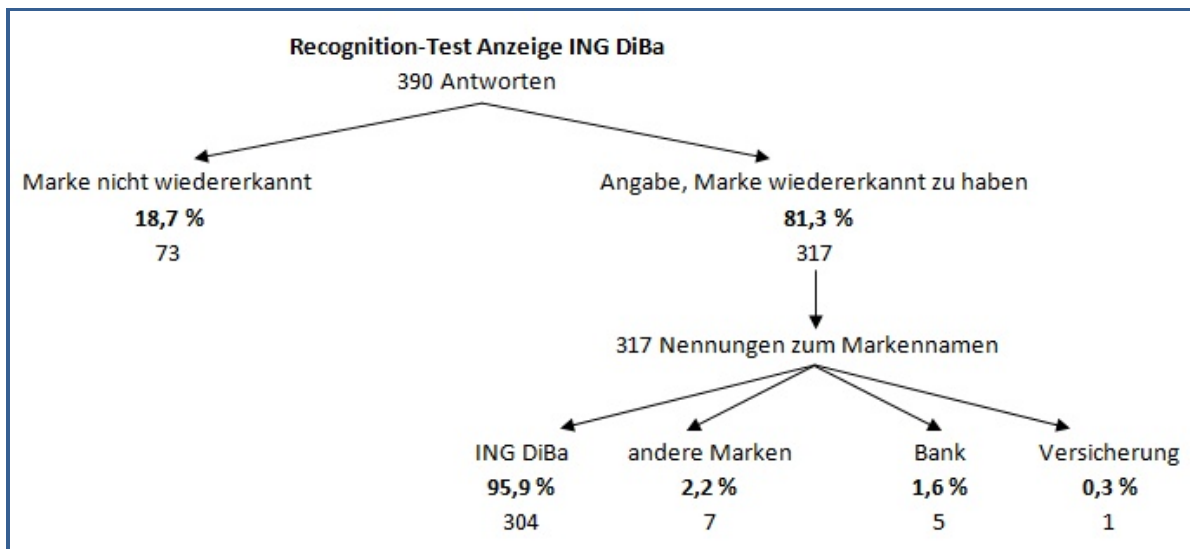 Recognition-Test Anzeige ING DiBa
390 Antworten
Marke nicht wiedererkannt
18,7 %
73
Angabe, Marke wiedererkannt zu haben
81,3 %
317
317 Nennungen zum Markennamen
ING DiBa
95,9 %
304
andere Marken
2,2 %
7
Bank
1,6 %
5
Versicherung
0,3 %
1